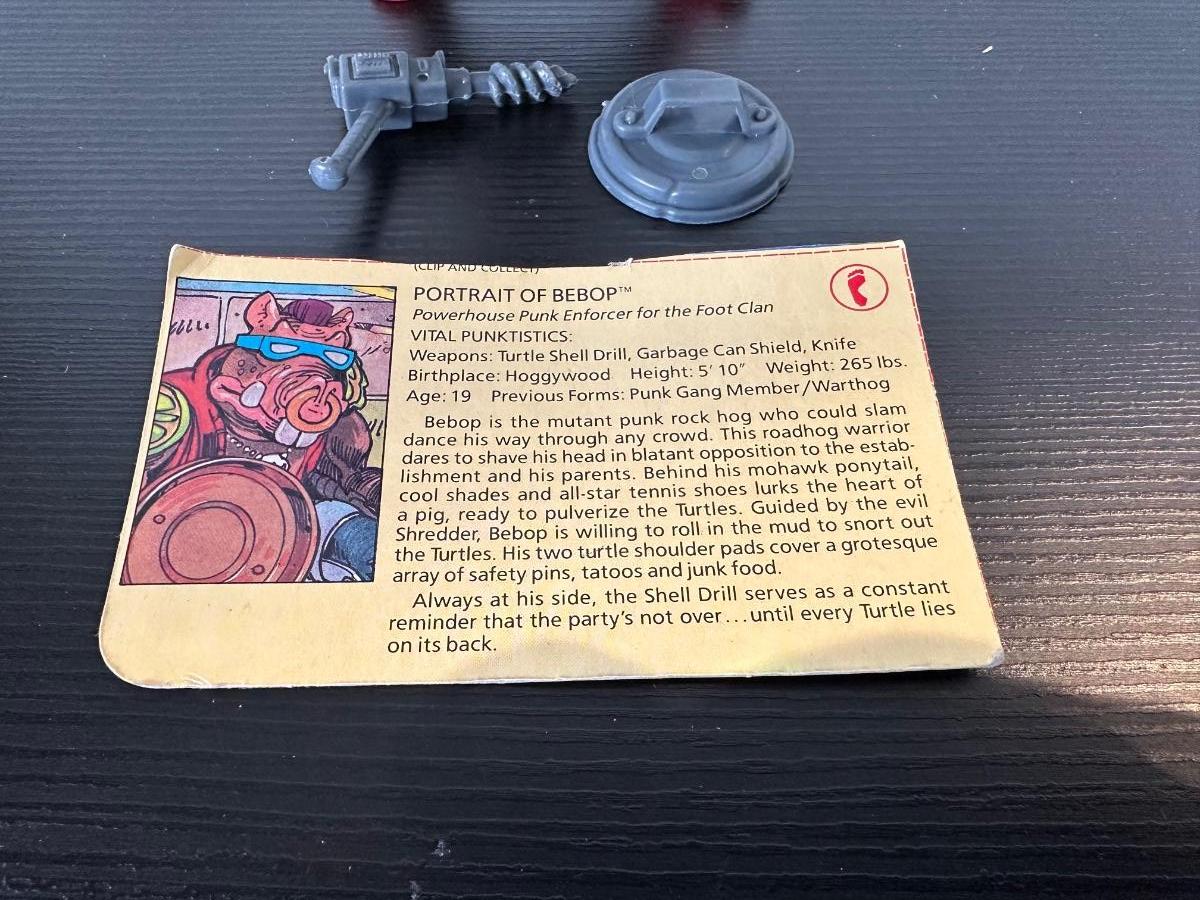 (CLIP AND COLLECT)
PORTRAIT OF BEBOP™
Powerhouse Punk Enforcer for the Foot Clan
VITAL PUNKTISTICS:
Weapons: Turtle Shell Drill, Garbage Can Shield, Knife
Birthplace: Hoggywood Height: 5' 10" Weight: 265 lbs.
Age: 19 Previous Forms: Punk Gang Member/Warthog
Bebop is the mutant punk rock hog who could slam
dance his way through any crowd. This roadhog warrior
dares to shave his head in blatant opposition to the estab-
lishment and his parents. Behind his mohawk ponytail,
cool shades and all-star tennis shoes lurks the heart of
a pig, ready to pulverize the Turtles. Guided by the evil
Shredder, Bebop is willing to roll in the mud to snort out
the Turtles. His two turtle shoulder pads cover a grotesque
array of safety pins, tatoos and junk food.
Always at his side, the Shell Drill serves as a constant
reminder that the party's not over...until every Turtle lies
on its back.